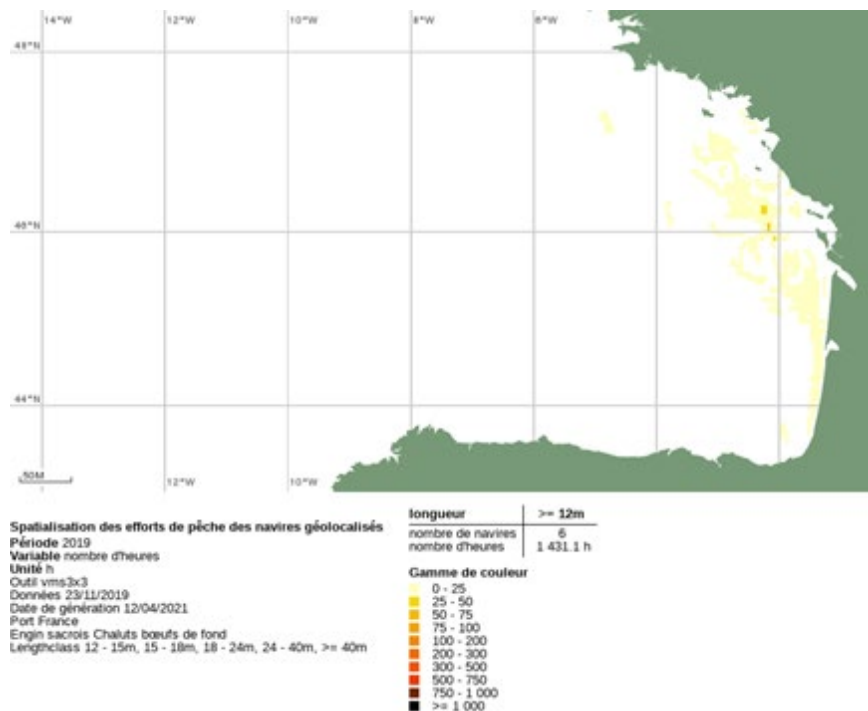 14°W
12°W
10°W
8°W
6°W
48°N
46°N
44°N
50M
12°W
10°W
Spatialisation des efforts de pêche des navires géolocalisés
Période 2019
Variable nombre d'heures
Unité h
Outil vms3x3
Données 23/11/2019
Date de génération 12/04/2021
Port France
Engin sacrois Chaluts bœufs de fond
Lengthclass 12 - 15m, 15 - 18m, 18 - 24m, 24 - 40m, >= 40m
longueur >= 12m
nombre de navires 6
nombre d'heures 1 431.1 h
Gamme de couleur
0 - 25
25 - 50
50 - 75
75 - 100
100 - 200
200 - 300
300 - 500
500 - 750
750 - 1 000
>= 1 000